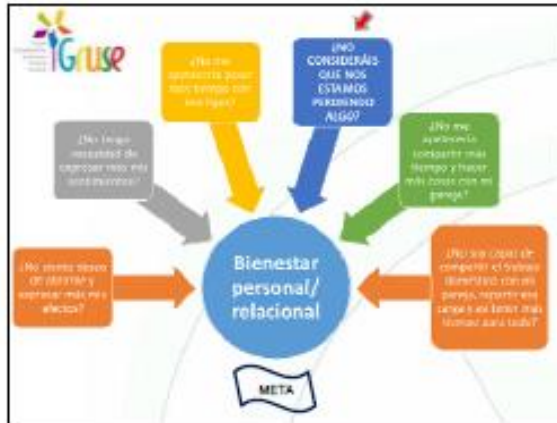 iGruse
¿No me
apetecería pasar
más tiempo con
mis hijos?
¿NO
CONSIDERÁIS
QUE NOS
ESTAMOS
PERDIENDO
ALGO?
¿No tengo
necesidad de
expresar más mis
sentimientos?
¿No me
apetecería
compartir más
tiempo y hacer
más cosas con mi
pareja?
¿No siento deseo
de abrirme y
expresar más mis
afectos?
Bienestar
personal/
relacional
¿No soy capaz de
compartir el trabajo
doméstico con mi
pareja, repartir esa
carga y así tener más
tiempo para todo?
META